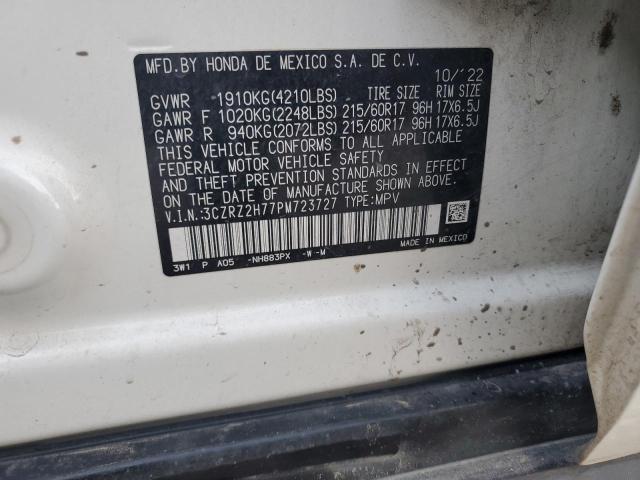 MFD.BY HONDA DE MEXICO S.A. DE C.V.
10/'22
GVWR 1910KG(4210LBS) TIRE SIZE RIM SIZE
GAWR F 1020KG(2248LBS) 215/60R17 96H 17X6.5J
GAWR R 940KG(2072LBS) 215/60R17 96H 17X6.5J
THIS VEHICLE CONFORMS TO ALL APPLICABLE
FEDERAL MOTOR VEHICLE SAFETY
AND THEFT PREVENTION STANDARDS IN EFFECT
ON THE DATE OF MANUFACTURE SHOWN ABOVE.
V.I.N.:3CZRZ2H77PM723727 TYPE:MPV
MADE IN MEXICO
3W1 P A05 -NH883PX -W-M